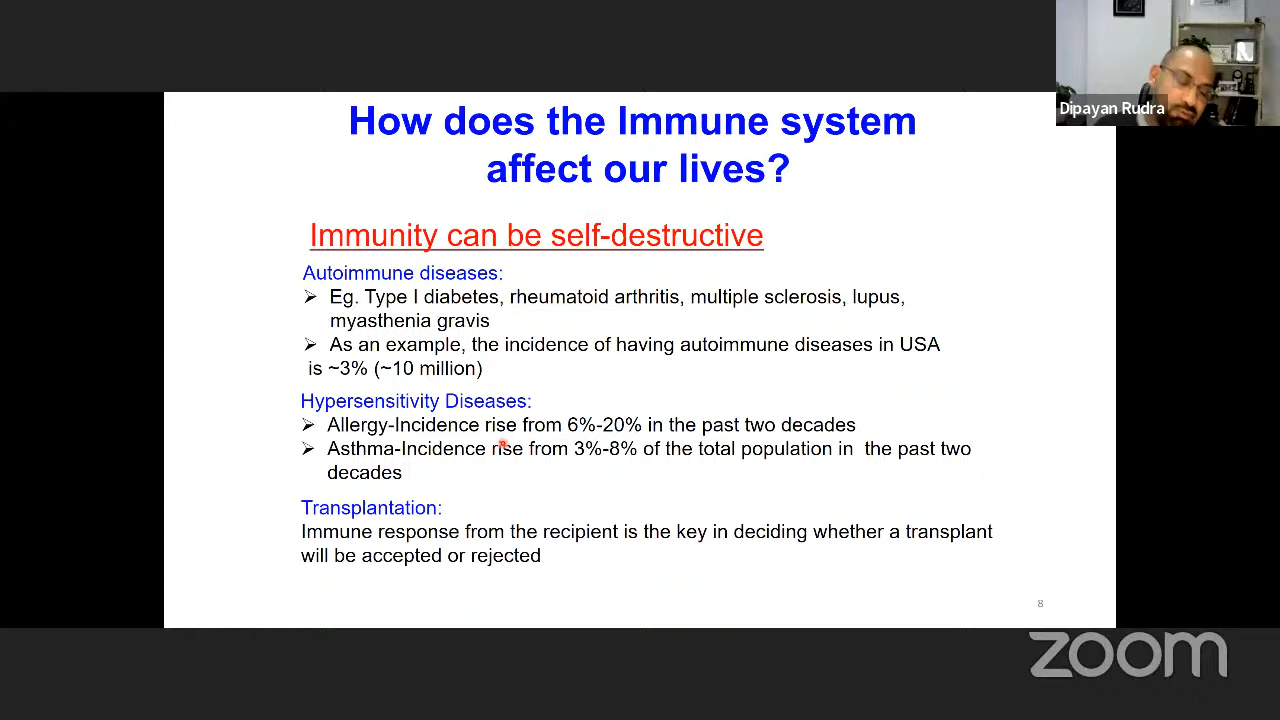 Dipayan Rudra
How does the Immune system
affect our lives?
Immunity can be self-destructive
Autoimmune diseases:
➢ Eg. Type I diabetes, rheumatoid arthritis, multiple sclerosis, lupus,
myasthenia gravis
➢ As an example, the incidence of having autoimmune diseases in USA
is ~3% (~10 million)
Hypersensitivity Diseases:
➢ Allergy-Incidence rise from 6%-20% in the past two decades
➢ Asthma-Incidence rise from 3%-8% of the total population in the past two
decades
Transplantation:
Immune response from the recipient is the key in deciding whether a transplant
will be accepted or rejected
8
zoom